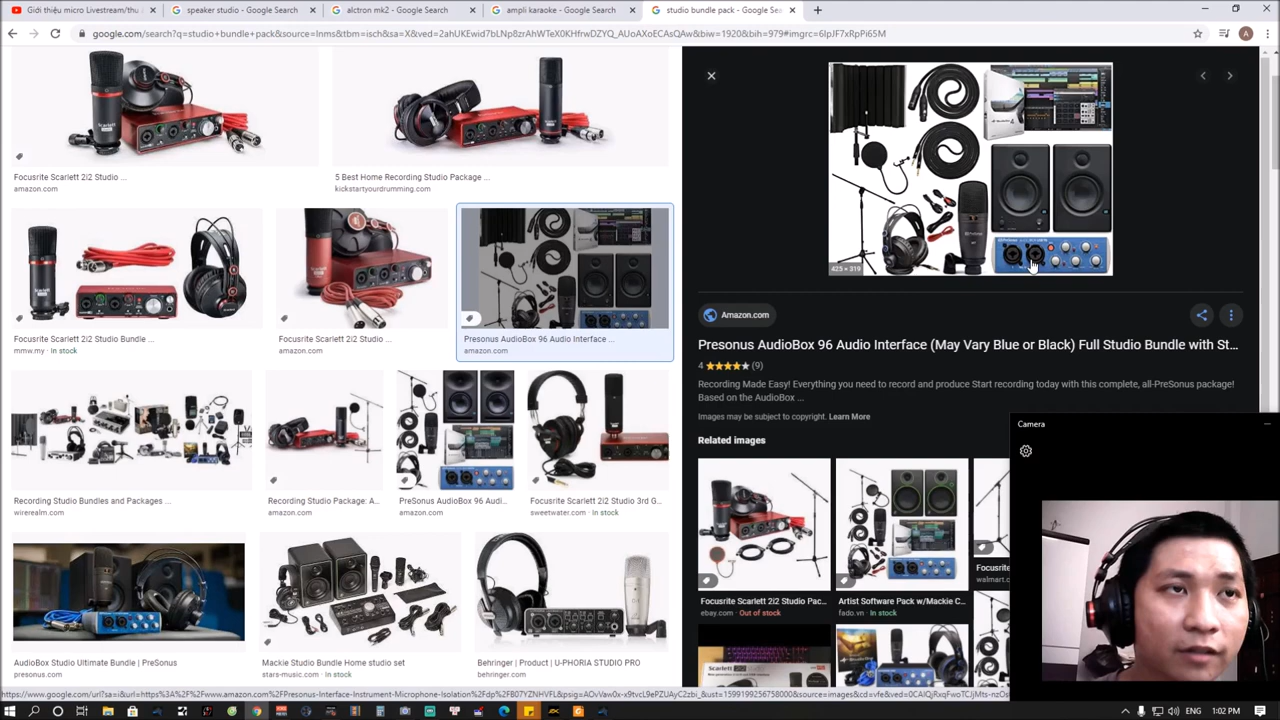 Giới thiệu micro Livestream/thu â
speaker studio - Google Search
alctron mk2 - Google Search
ampli karaoke - Google Search
studio bundle pack - Google Sea
google.com/search?q=studio+bundle+pack&source=lnms&tbm=isch&sa=X&ved=2ahUKEwid7bLNp8zrAhWTeX0KHfrwDZYQ_AUoAXoECASQAw&biw=1920&bih=979#imgrc=6IpJF7xRpPi65M
A
Focusrite Scarlett 2i2 Studio ...
amazon.com
5 Best Home Recording Studio Package ...
kickstartyourdrumming.com
Focusrite Scarlett 2i2 Studio Bundle ...
mmw.my · In stock
Focusrite Scarlett 2i2 Studio ...
amazon.com
Presonus AudioBox 96 Audio Interface ...
amazon.com
Recording Studio Bundles and Packages ...
wirerealm.com
Recording Studio Package: A...
amazon.com
PreSonus AudioBox 96 Audi...
amazon.com
Focusrite Scarlett 2i2 Studio 3rd G...
sweetwater.com · In stock
AudioBox Studio Ultimate Bundle | PreSonus
presonus.com
Mackie Studio Bundle Home studio set
stars-music.com · In stock
Behringer | Product | U-PHORIA STUDIO PRO
behringer.com
425 × 319
Amazon.com
Presonus AudioBox 96 Audio Interface (May Vary Blue or Black) Full Studio Bundle with St...
4 ★★★★★ (9)
Recording Made Easy! Everything you need to record and produce Start recording today with this complete, all-PreSonus package!
Based on the AudioBox ...
Images may be subject to copyright. Learn More
Related images
Focusrite Scarlett 2i2 Studio Pac...
ebay.com · Out of stock
Artist Software Pack w/Mackie C...
fado.vn · In stock
Focusrit
walmart.c
Camera
ENG
1:02 PM